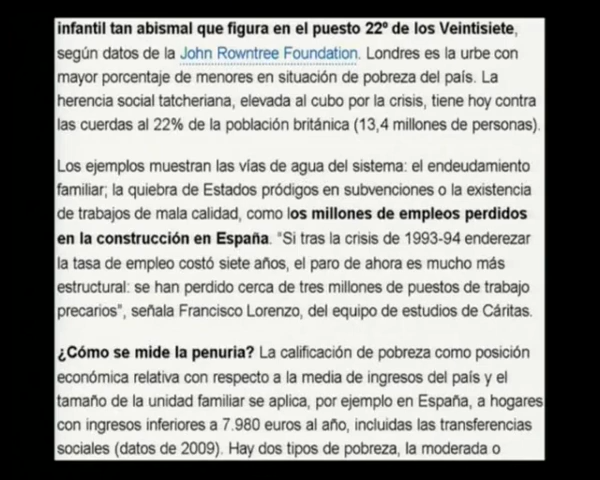 infantil tan abismal que figura en el puesto 22º de los Veintisiete,
según datos de la John Rowntree Foundation. Londres es la urbe con
mayor porcentaje de menores en situación de pobreza del país. La
herencia social tatcheriana, elevada al cubo por la crisis, tiene hoy contra
las cuerdas al 22% de la población británica (13,4 millones de personas).
Los ejemplos muestran las vías de agua del sistema: el endeudamiento
familiar; la quiebra de Estados pródigos en subvenciones o la existencia
de trabajos de mala calidad, como los millones de empleos perdidos
en la construcción en España. "Si tras la crisis de 1993-94 enderezar
la tasa de empleo costó siete años, el paro de ahora es mucho más
estructural: se han perdido cerca de tres millones de puestos de trabajo
precarios", señala Francisco Lorenzo, del equipo de estudios de Cáritas.
¿Cómo se mide la penuria? La calificación de pobreza como posición
económica relativa con respecto a la media de ingresos del país y el
tamaño de la unidad familiar se aplica, por ejemplo en España, a hogares
con ingresos inferiores a 7.980 euros al año, incluidas las transferencias
sociales (datos de 2009). Hay dos tipos de pobreza, la moderada o